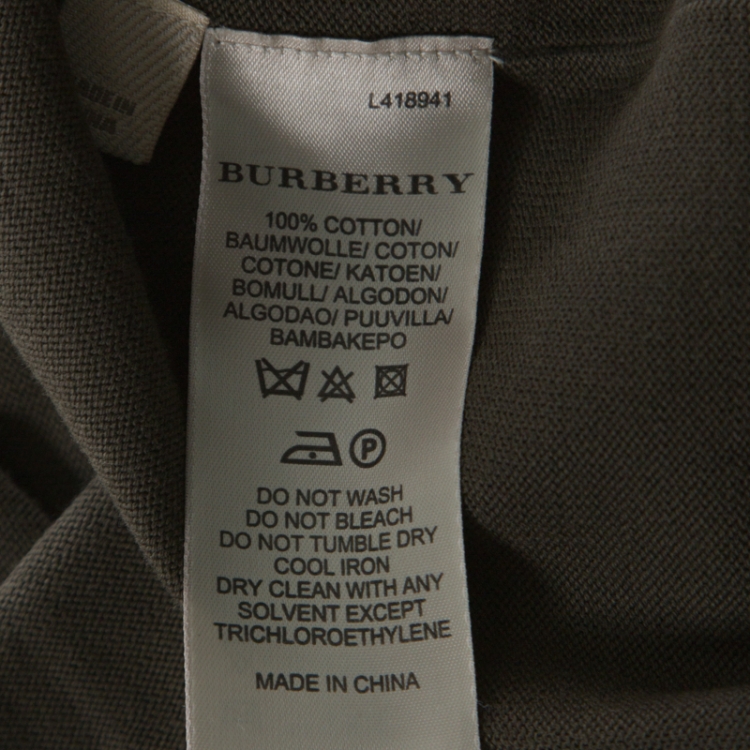 L418941
BURBERRY
100% COTTON/
BAUMWOLLE/ COTON/
COTONE/ KATOEN/
BOMULL/ ALGODON/
ALGODAO/ PUUVILLA/
BAMBAKEPO
P
DO NOT WASH
DO NOT BLEACH
DO NOT TUMBLE DRY
COOL IRON
DRY CLEAN WITH ANY
SOLVENT EXCEPT
TRICHLOROETHYLENE
MADE IN CHINA